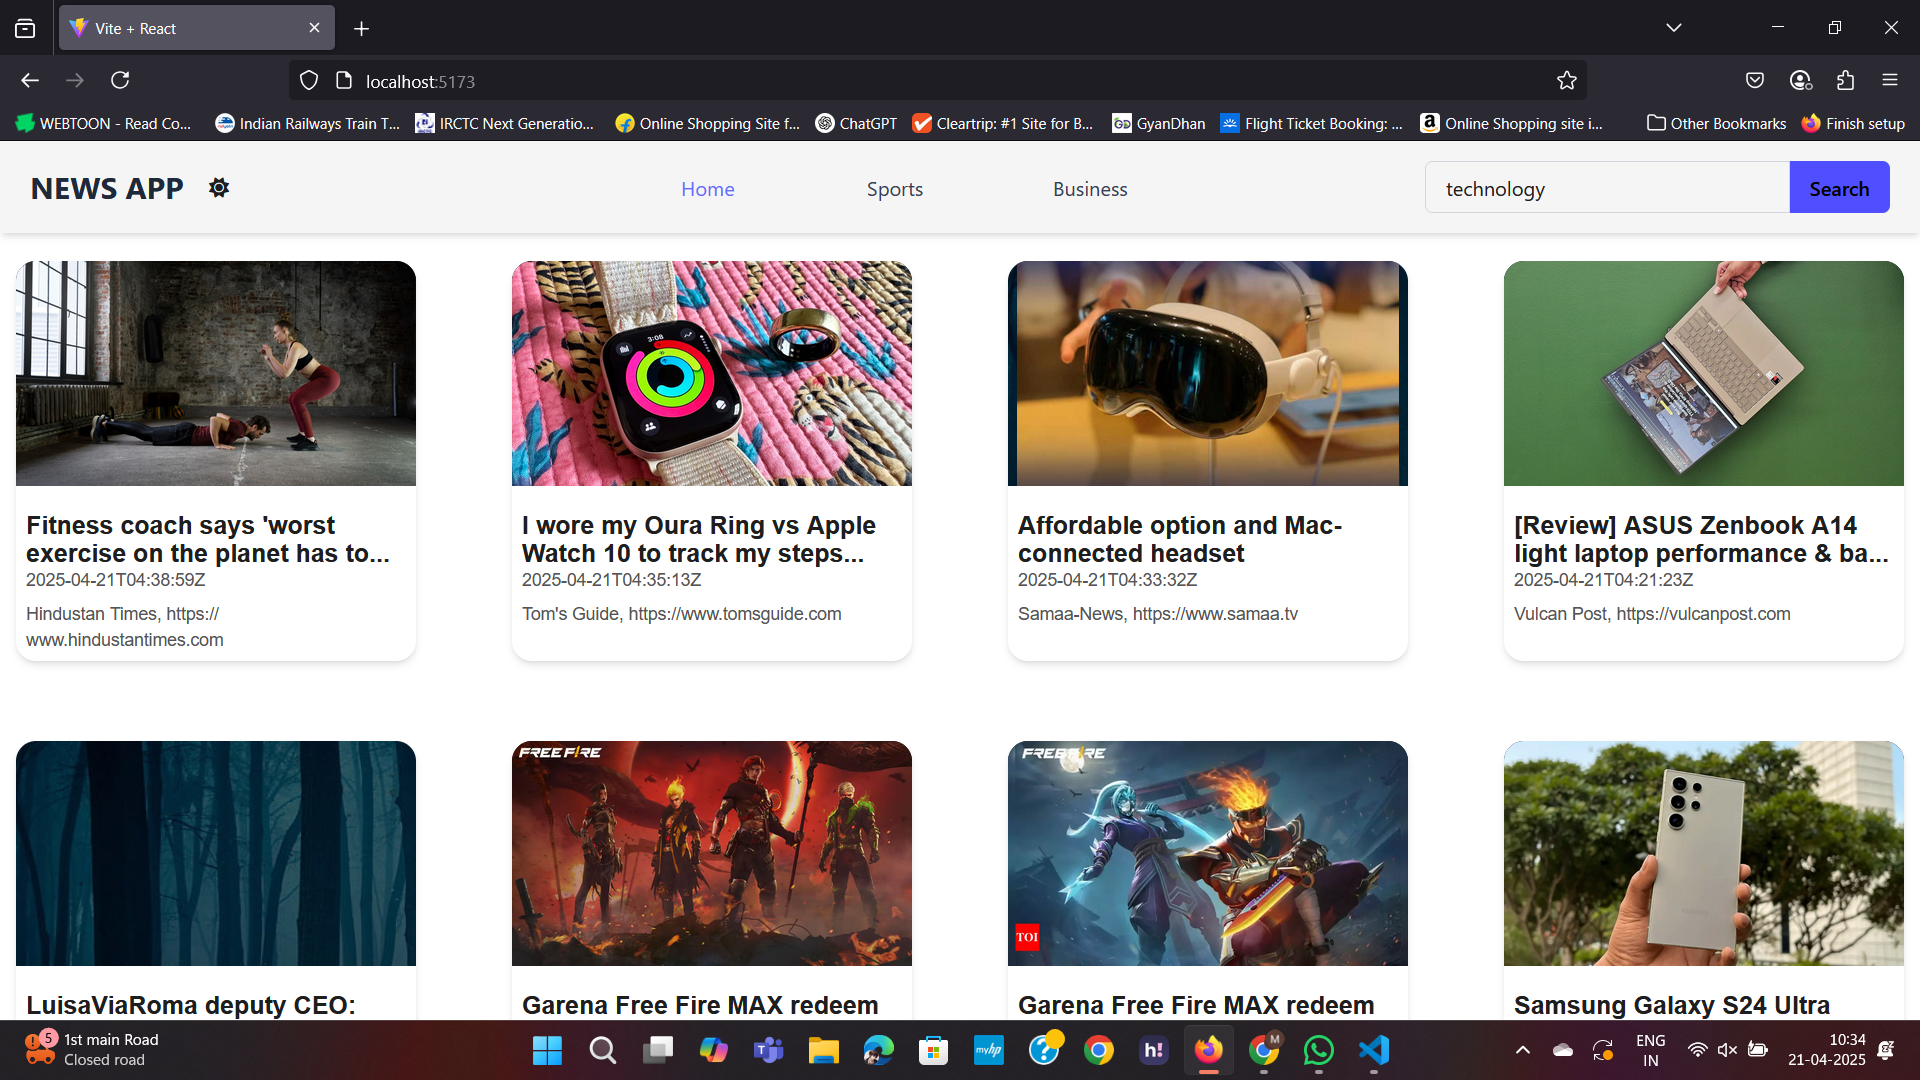 Vite + React
localhost:5173
WEBTOON - Read Co...
Indian Railways Train T...
IRCTC Next Generatio...
Online Shopping Site f...
ChatGPT
Cleartrip: #1 Site for B...
GyanDhan
Flight Ticket Booking: ...
Online Shopping site i...
Other Bookmarks
Finish setup
NEWS APP
Home
Sports
Business
technology
Search
3:08
Fitness coach says 'worst
exercise on the planet has to...
2025-04-21T04:38:59Z
Hindustan Times, https://
www.hindustantimes.com
I wore my Oura Ring vs Apple
Watch 10 to track my steps...
2025-04-21T04:35:13Z
Tom's Guide, https://www.tomsguide.com
Affordable option and Mac-
connected headset
2025-04-21T04:33:32Z
Samaa-News, https://www.samaa.tv
[Review] ASUS Zenbook A14
light laptop performance & ba...
2025-04-21T04:21:23Z
Vulcan Post, https://vulcanpost.com
FREE FIRE
FREE FIRE
TOI
LuisaViaRoma deputy CEO:
Garena Free Fire MAX redeem
Garena Free Fire MAX redeem
Samsung Galaxy S24 Ultra
5
1st main Road
Closed road
myhp
h!
M
ENG
IN
10:34
21-04-2025